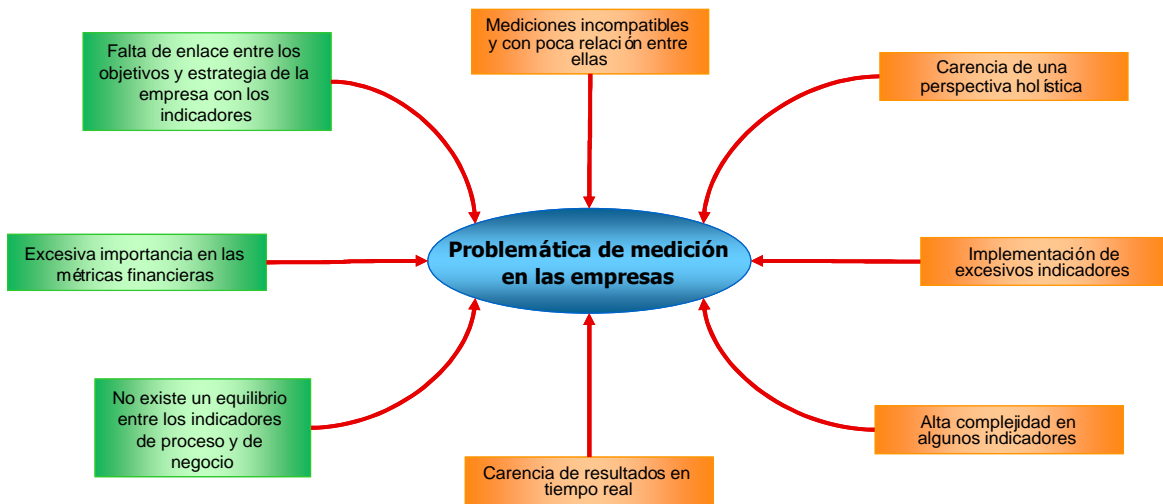 Falta de enlace entre los
objetivos y estrategia de la
empresa con los
indicadores
Mediciones incompatibles
y con poca relación entre
ellas
Carencia de una
perspectiva holística
Excesiva importancia en las
métricas financieras
Problemática de medición
en las empresas
Implementación de
excesivos indicadores
No existe un equilibrio
entre los indicadores
de proceso y de
negocio
Carencia de resultados en
tiempo real
Alta complejidad en
algunos indicadores